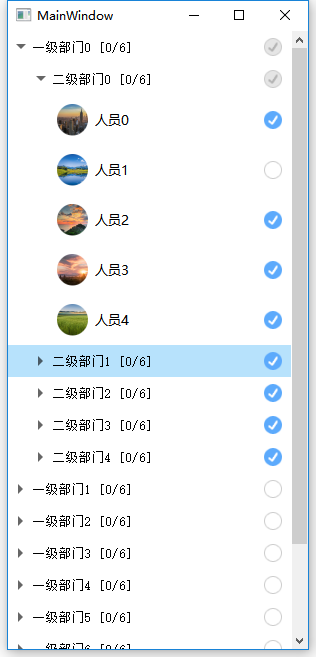 MainWindow
一级部门0 [0/6]
二级部门0 [0/6]
人员0
人员1
人员2
人员3
人员4
二级部门1 [0/6]
二级部门2 [0/6]
二级部门3 [0/6]
二级部门4 [0/6]
一级部门1 [0/6]
一级部门2 [0/6]
一级部门3 [0/6]
一级部门4 [0/6]
一级部门5 [0/6]
一级部门6 [0/6]